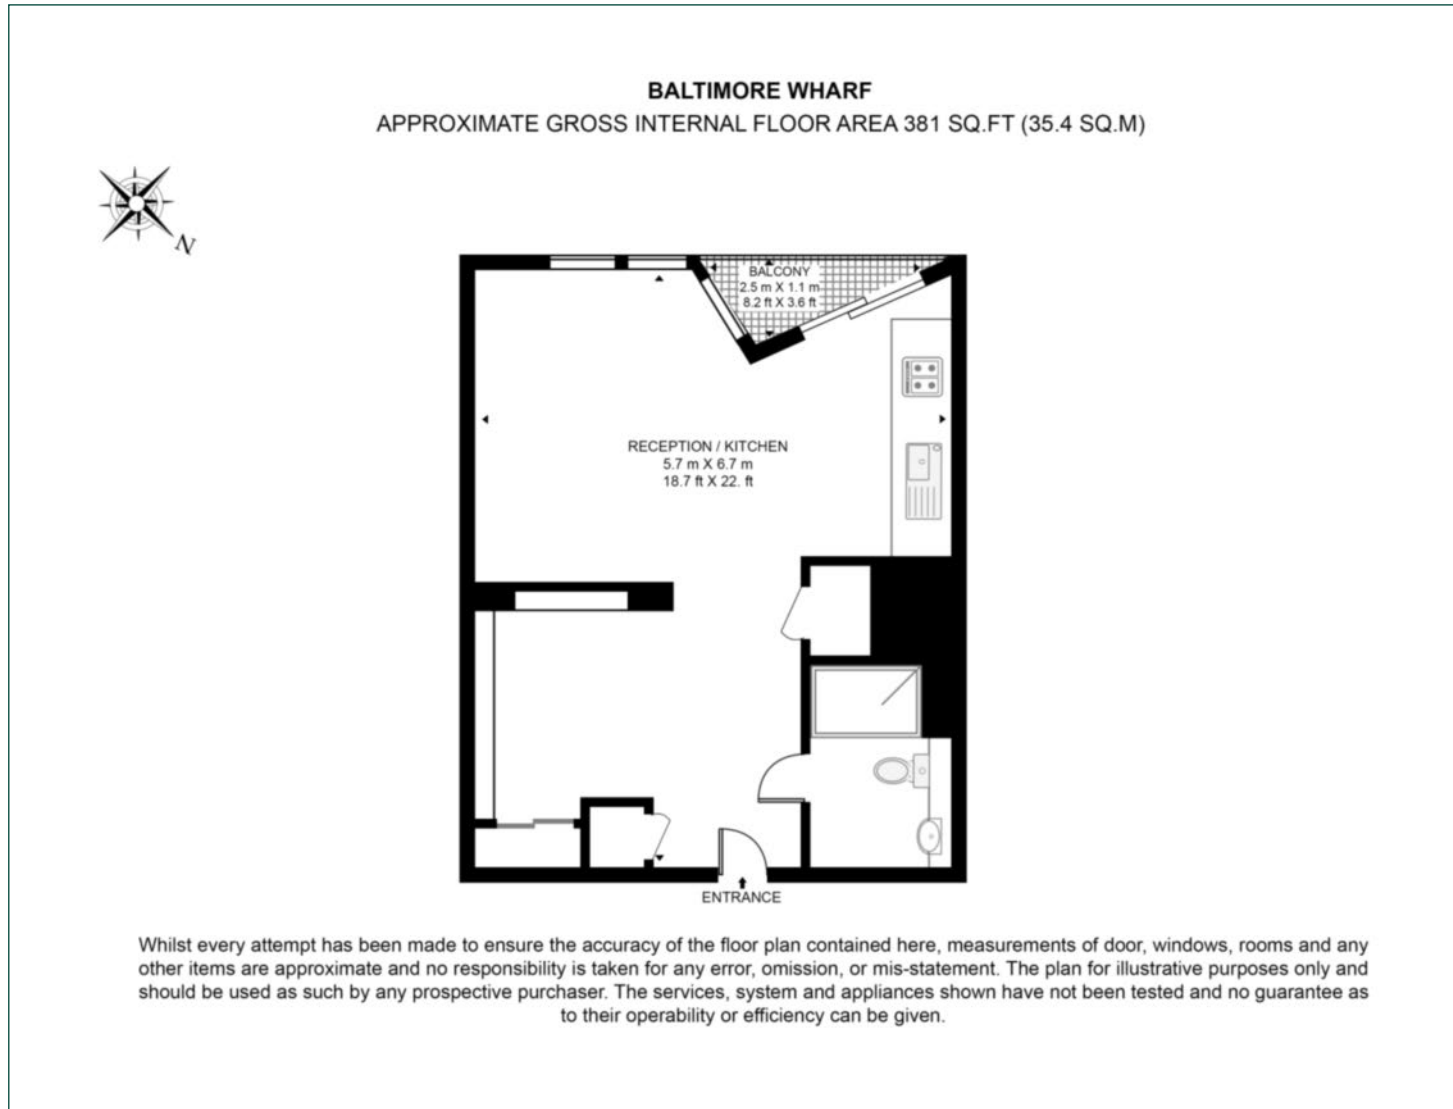 BALTIMORE WHARF
APPROXIMATE GROSS INTERNAL FLOOR AREA 381 SQ.FT (35.4 SQ.M)
N
BALCONY
2.5 m X 1.1 m
8.2 ft X 3.6 ft
RECEPTION / KITCHEN
5.7 m X 6.7 m
18.7 ft X 22. ft
ENTRANCE
Whilst every attempt has been made to ensure the accuracy of the floor plan contained here, measurements of door, windows, rooms and any
other items are approximate and no responsibility is taken for any error, omission, or mis-statement. The plan for illustrative purposes only and
should be used as such by any prospective purchaser. The services, system and appliances shown have not been tested and no guarantee as
to their operability or efficiency can be given.